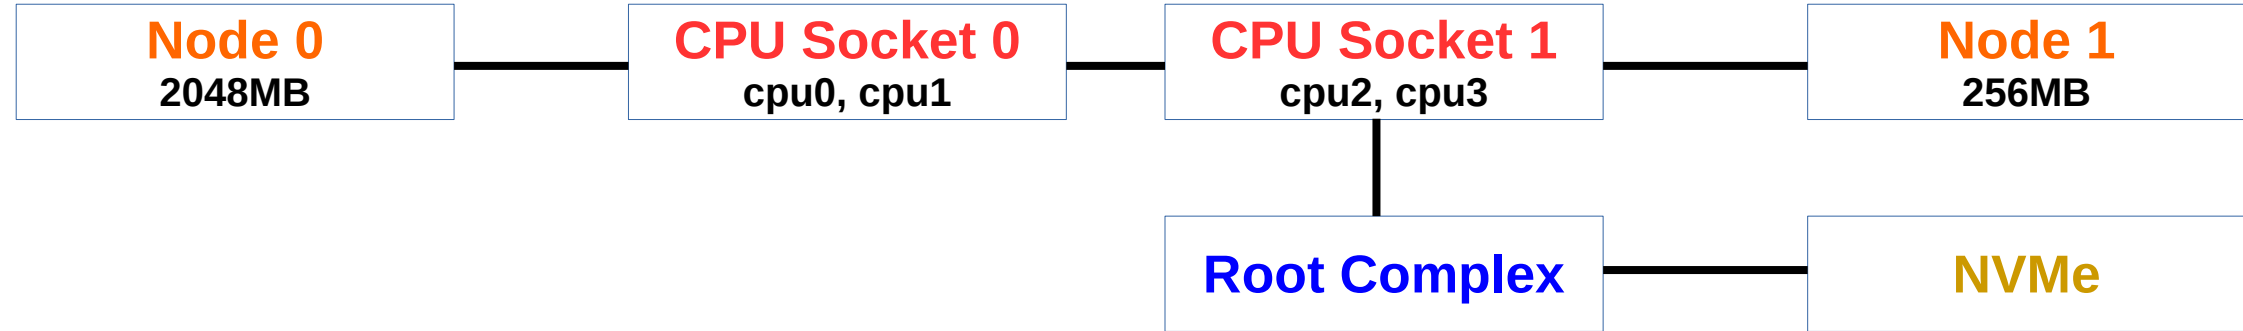 Node 0
2048MB
CPU Socket 0
cpu0, cpu1
CPU Socket 1
cpu2, cpu3
Node 1
256MB
Root Complex
NVMe